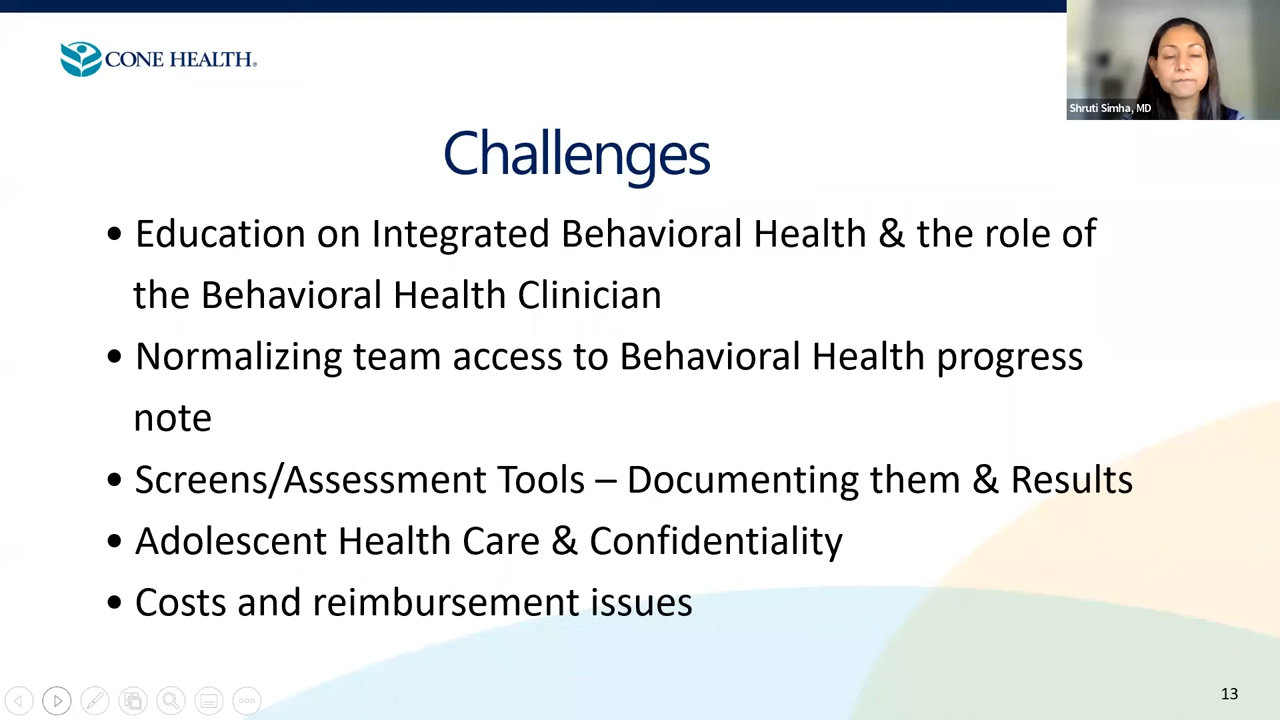 CONE HEALTH®
Shruti Simha, MD
Challenges
• Education on Integrated Behavioral Health & the role of
the Behavioral Health Clinician
• Normalizing team access to Behavioral Health progress
note
• Screens/Assessment Tools – Documenting them & Results
• Adolescent Health Care & Confidentiality
• Costs and reimbursement issues
13